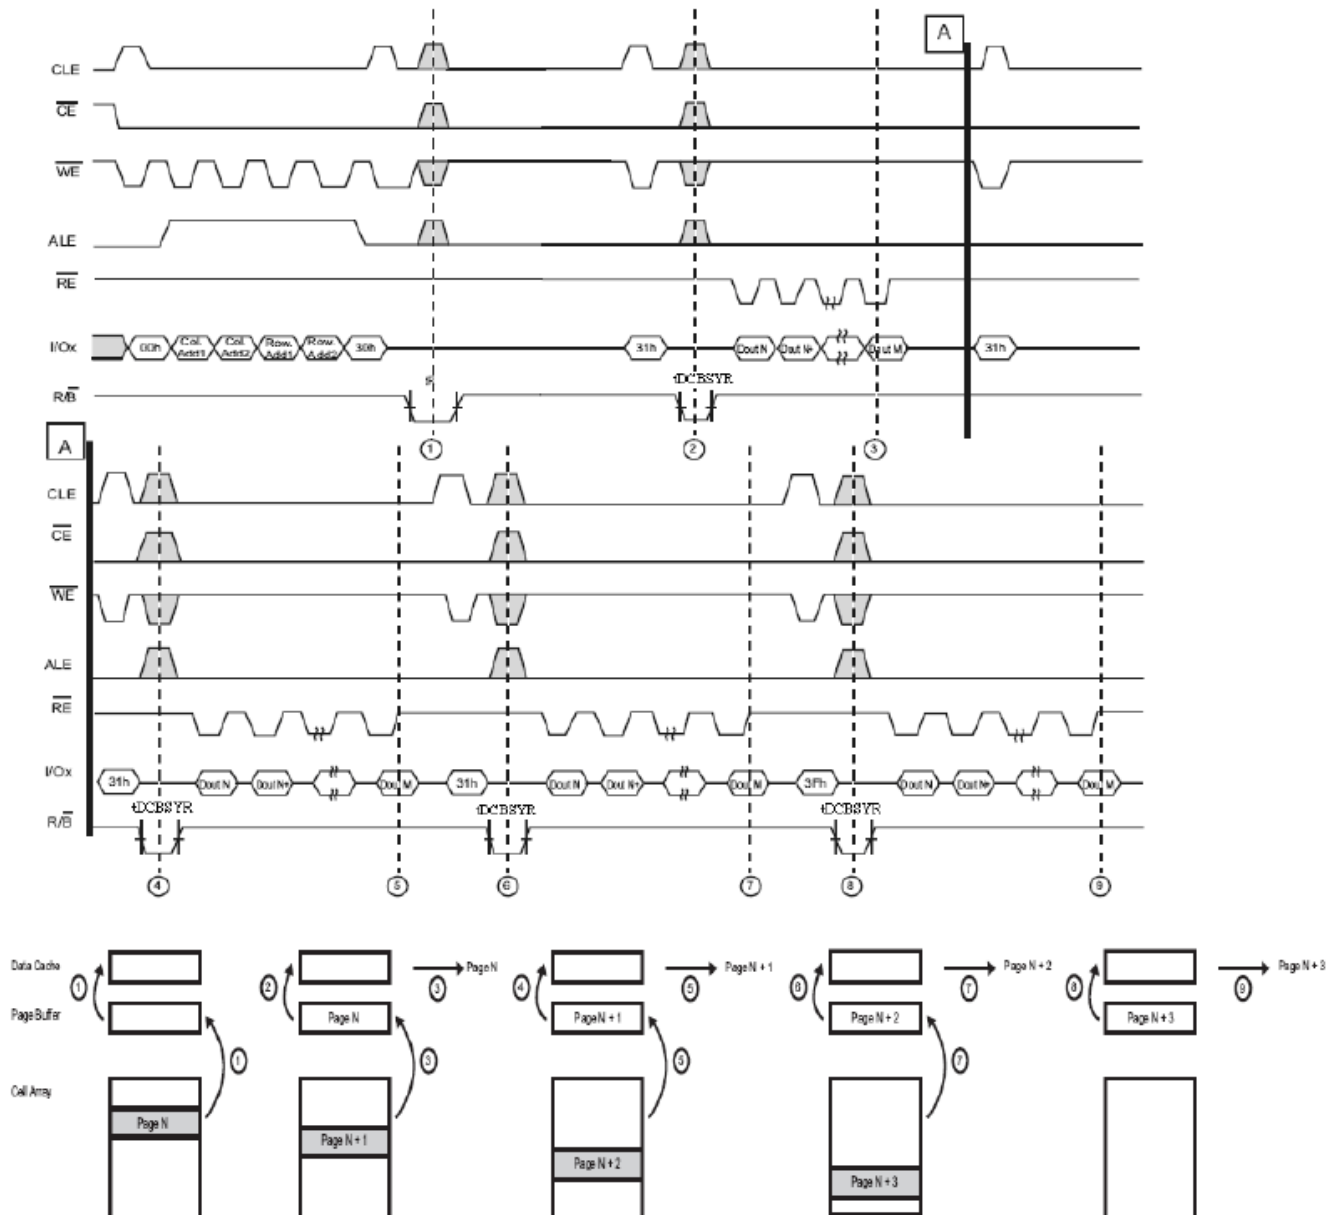 A
CLE
CE
WE
ALE
RE
I/Ox 00h Col. Add1 Col. Add2 Row. Add1 Row. Add2 30h 31h Dout N Dout N+ Dout M 31h
tDCBSYR
R/B
1 2 3
A
CLE
CE
WE
ALE
RE
I/Ox 31h Dout N Dout N+ Dout M 31h Dout N Dout N+ Dout M 3Fh Dout N Dout N+ Dout M
tDCBSYR tDCBSYR tDCBSYR
R/B
4 5 6 7 8 9
Data Cache 1 2 3 Page N 4 5 Page N + 1 6 7 Page N + 2 8 9 Page N + 3
Page Buffer Page N Page N + 1 Page N + 2 Page N + 3
1 3 5 7
Cell Array
Page N Page N + 1 Page N + 2 Page N + 3